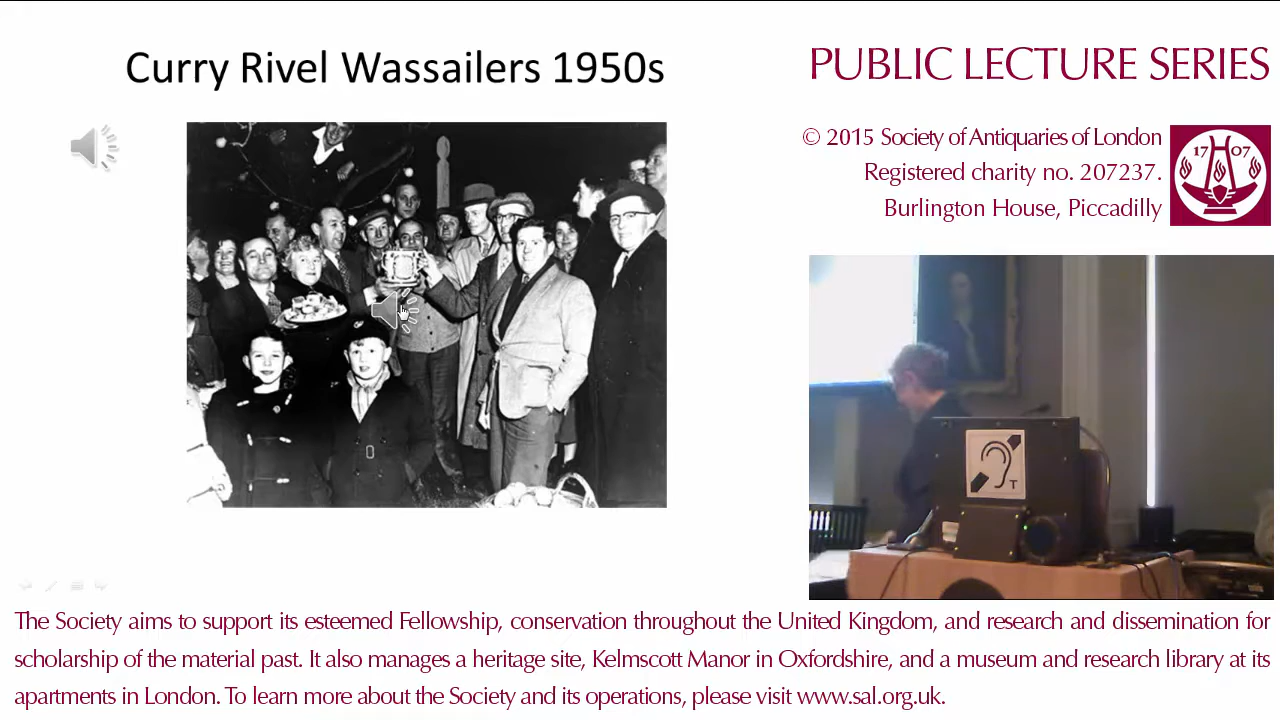 Curry Rivel Wassailers 1950s
PUBLIC LECTURE SERIES
© 2015 Society of Antiquaries of London
Registered charity no. 207237.
Burlington House, Piccadilly
17 07
T
The Society aims to support its esteemed Fellowship, conservation throughout the United Kingdom, and research and dissemination for
scholarship of the material past. It also manages a heritage site, Kelmscott Manor in Oxfordshire, and a museum and research library at its
apartments in London. To learn more about the Society and its operations, please visit www.sal.org.uk.